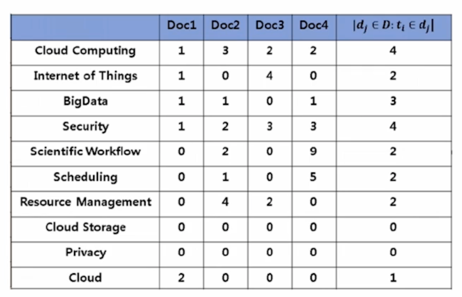 Doc1 Doc2 Doc3 Doc4 |d_j ∈ D: t_i ∈ d_j|
Cloud Computing 1 3 2 2 4
Internet of Things 1 0 4 0 2
BigData 1 1 0 1 3
Security 1 2 3 3 4
Scientific Workflow 0 2 0 9 2
Scheduling 0 1 0 5 2
Resource Management 0 4 2 0 2
Cloud Storage 0 0 0 0 0
Privacy 0 0 0 0 0
Cloud 2 0 0 0 1